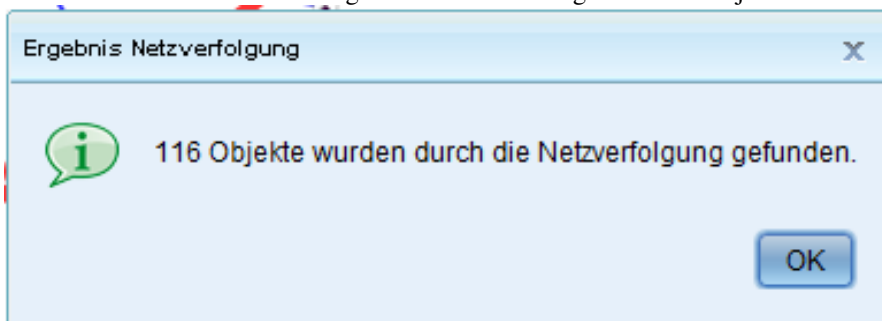 Ergebnis Netzverfolgung
x
116 Objekte wurden durch die Netzverfolgung gefunden.
OK